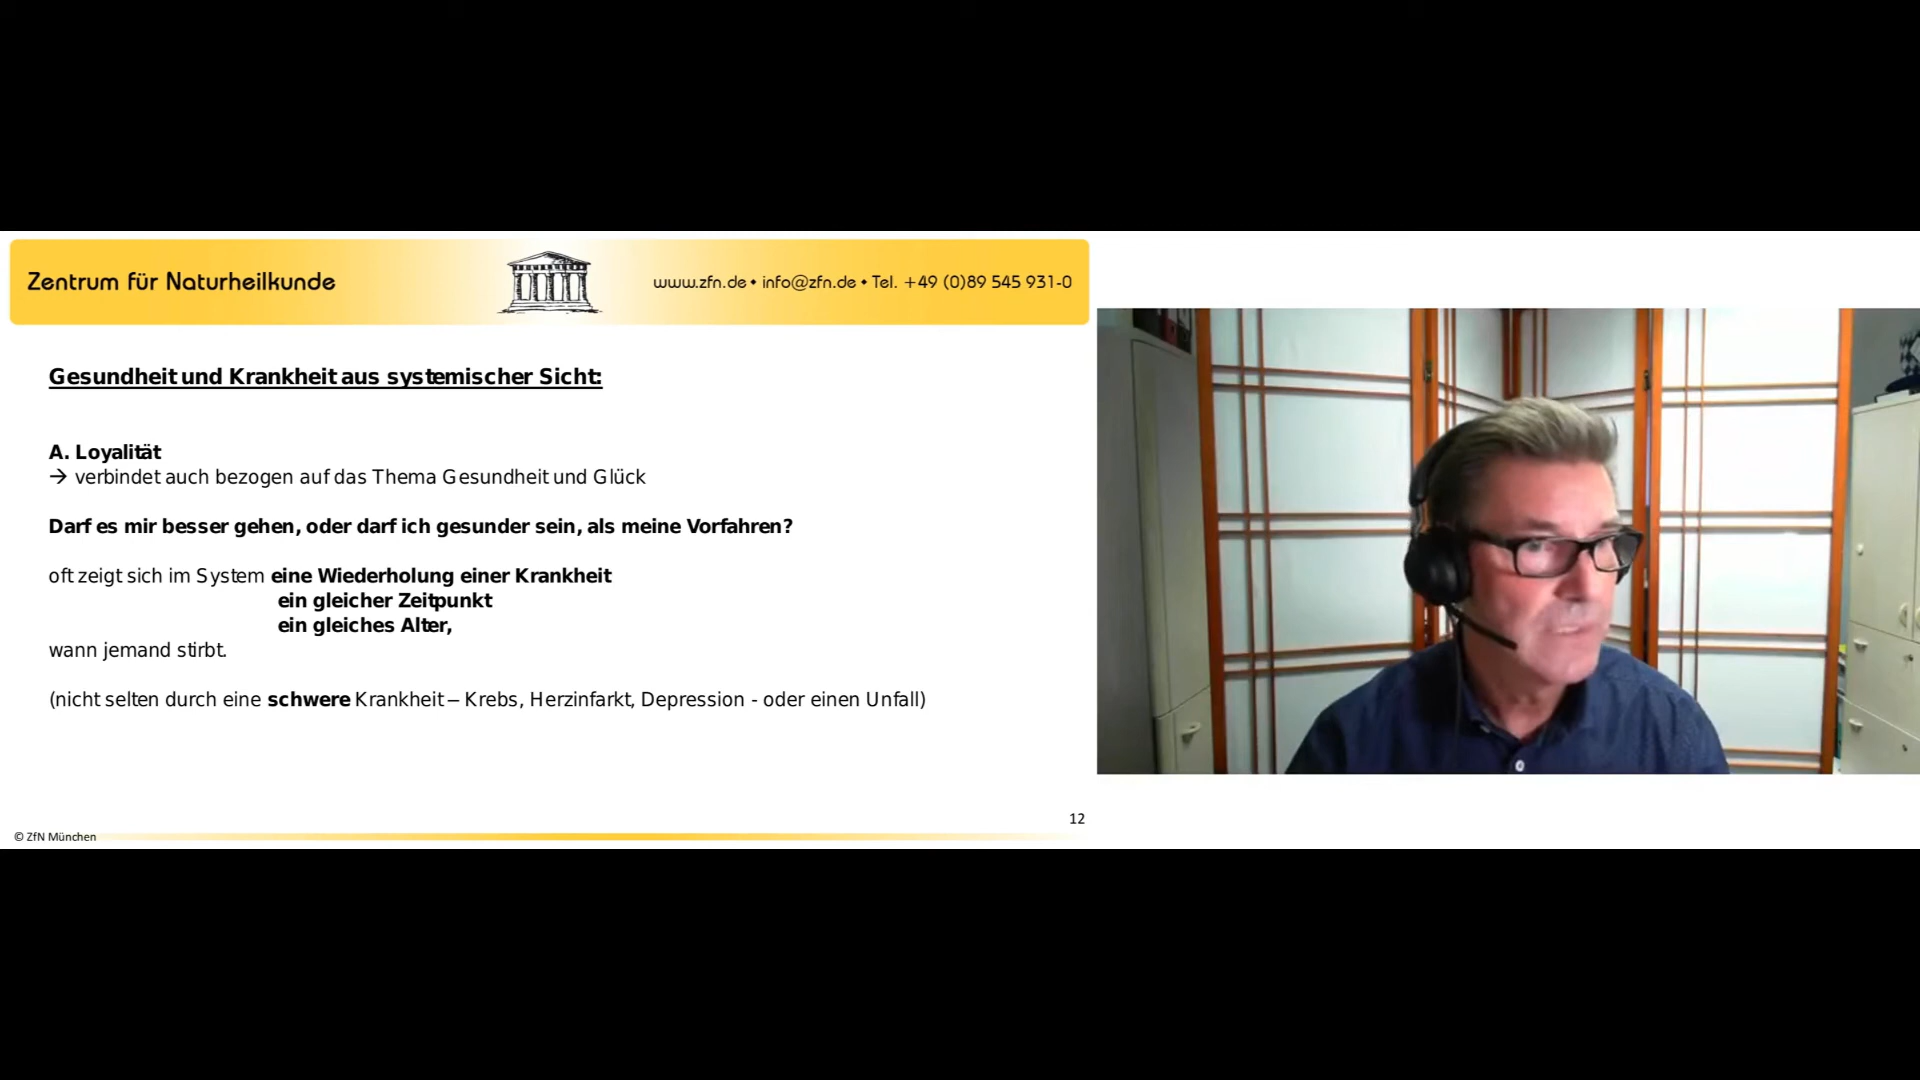 Zentrum für Naturheilkunde
www.zfn.de • info@zfn.de • Tel. +49 (0)89 545 931-0
Gesundheit und Krankheit aus systemischer Sicht:
A. Loyalität
→ verbindet auch bezogen auf das Thema Gesundheit und Glück
Darf es mir besser gehen, oder darf ich gesunder sein, als meine Vorfahren?
oft zeigt sich im System eine Wiederholung einer Krankheit
ein gleicher Zeitpunkt
ein gleiches Alter,
wann jemand stirbt.
(nicht selten durch eine schwere Krankheit – Krebs, Herzinfarkt, Depression - oder einen Unfall)
12
© ZfN München